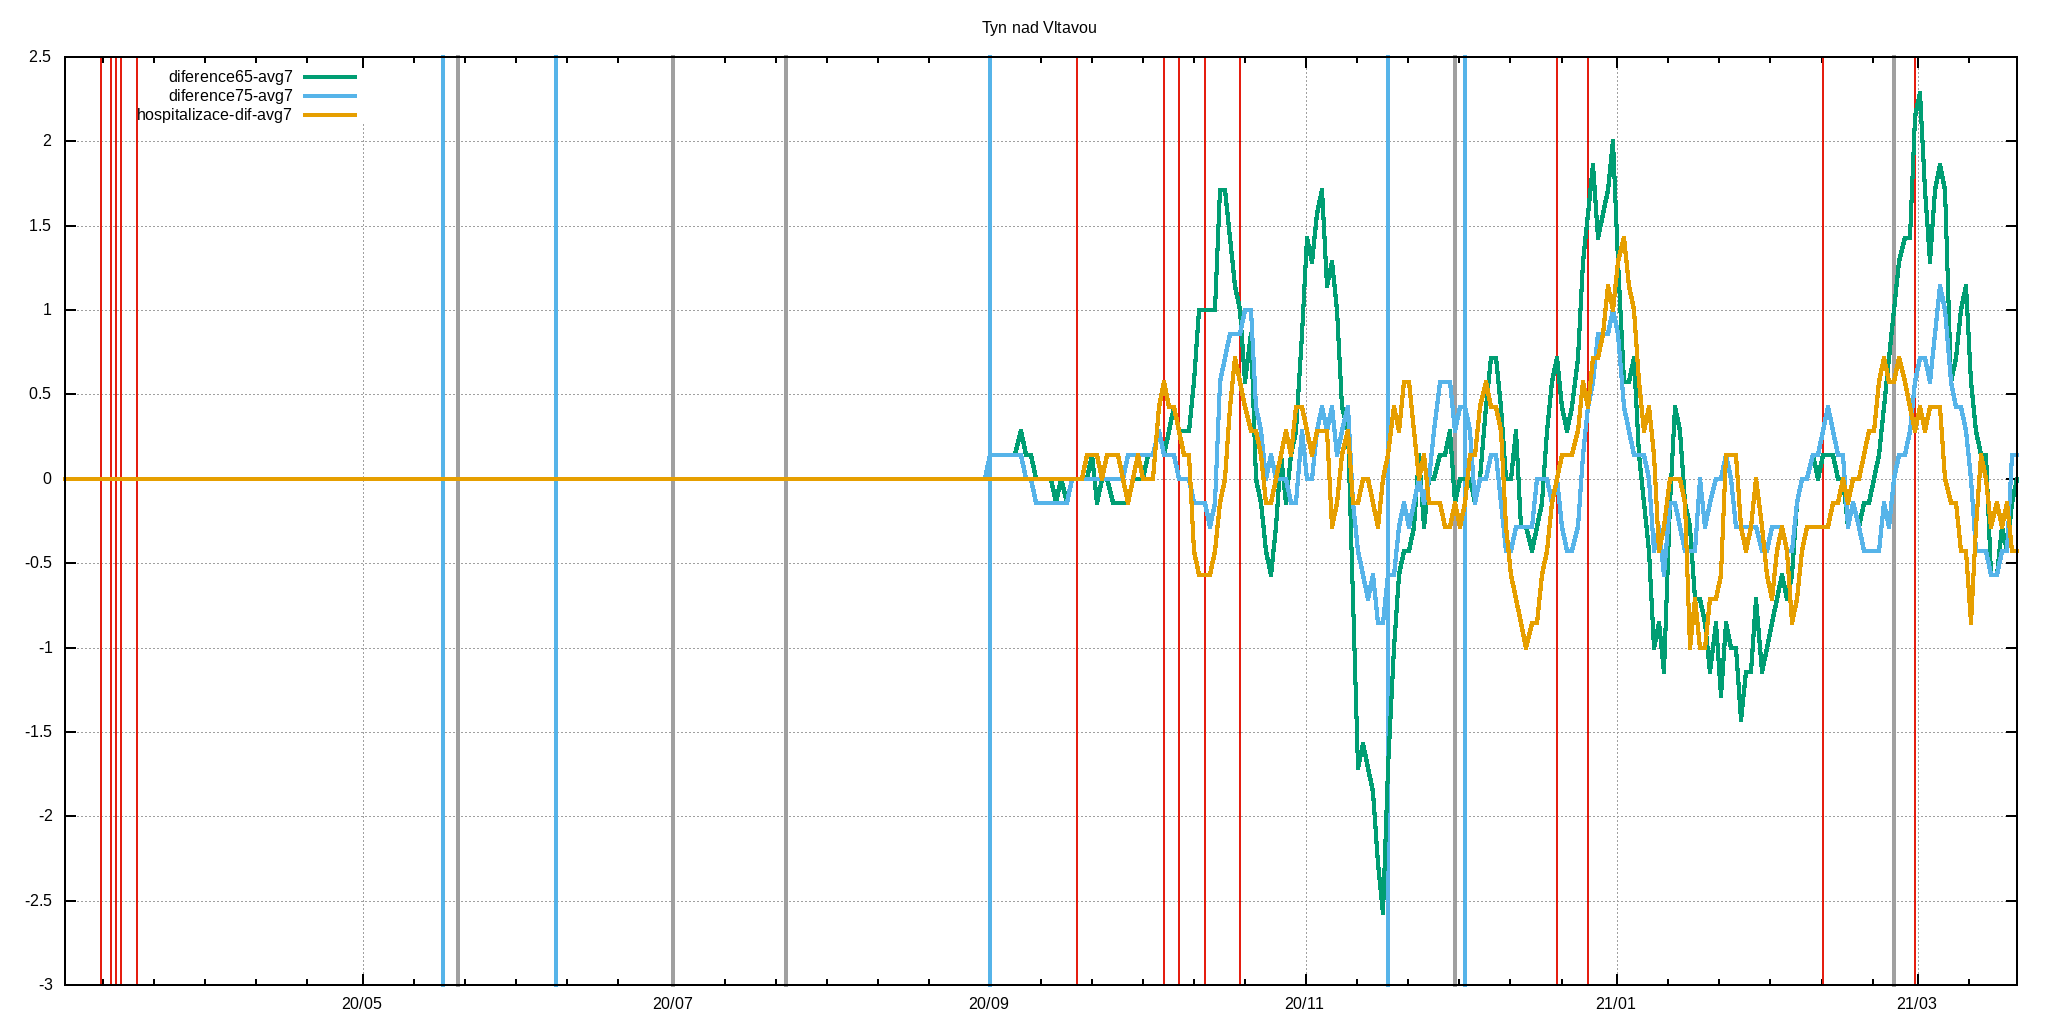 Tyn nad Vltavou
2.5
diference65-avg7
diference75-avg7
hospitalizace-dif-avg7
2
1.5
1
0.5
0
-0.5
-1
-1.5
-2
-2.5
-3
20/05 20/07 20/09 20/11 21/01 21/03